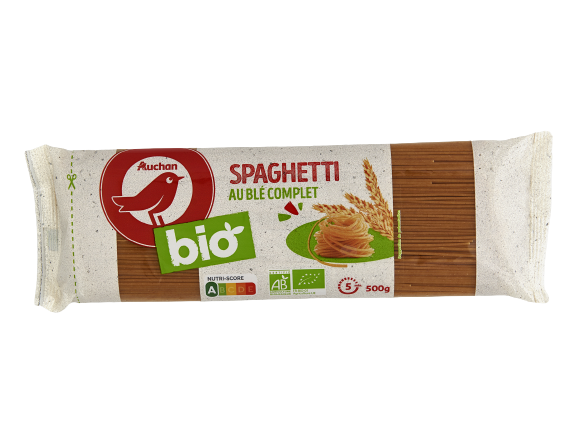 Auchan
SPAGHETTI
AU BLÉ COMPLET
bio
NUTRI-SCORE
A B C D E
AB
5
500g